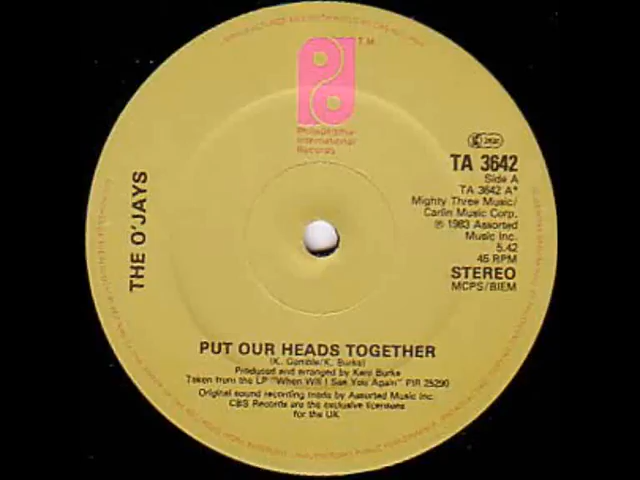 T.M.
Philadelphia
International
Records
TA 3642
Side A
TA 3642 A*
Mighty Three Music/
Carlin Music Corp.
℗ 1983 Assorted
Music Inc.
5.42
45 RPM
STEREO
MCPS/BIEM
THE O'JAYS
PUT OUR HEADS TOGETHER
(K. Gamble/K. Burke)
Produced and arranged by Keni Burke
Taken from the LP "When Will I See You Again" PIR 25290
Original sound recording made by Assorted Music Inc.
CBS Records are the exclusive licensees
for the UK